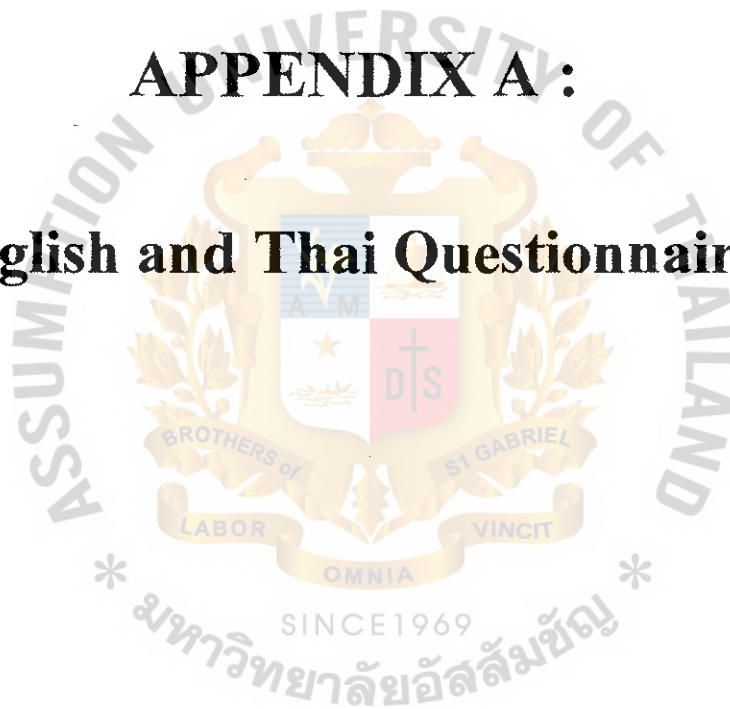 APPENDIX A :
glish and Thai Questionnair
ASSUMPTION UNIVERSITY OF THAILAND
A M
D S
BROTHERS of
ST GABRIEL
LABOR
OMNIA
VINCIT
SINCE1969
* มหาวิทยาลัยอัสสัมชัญ *